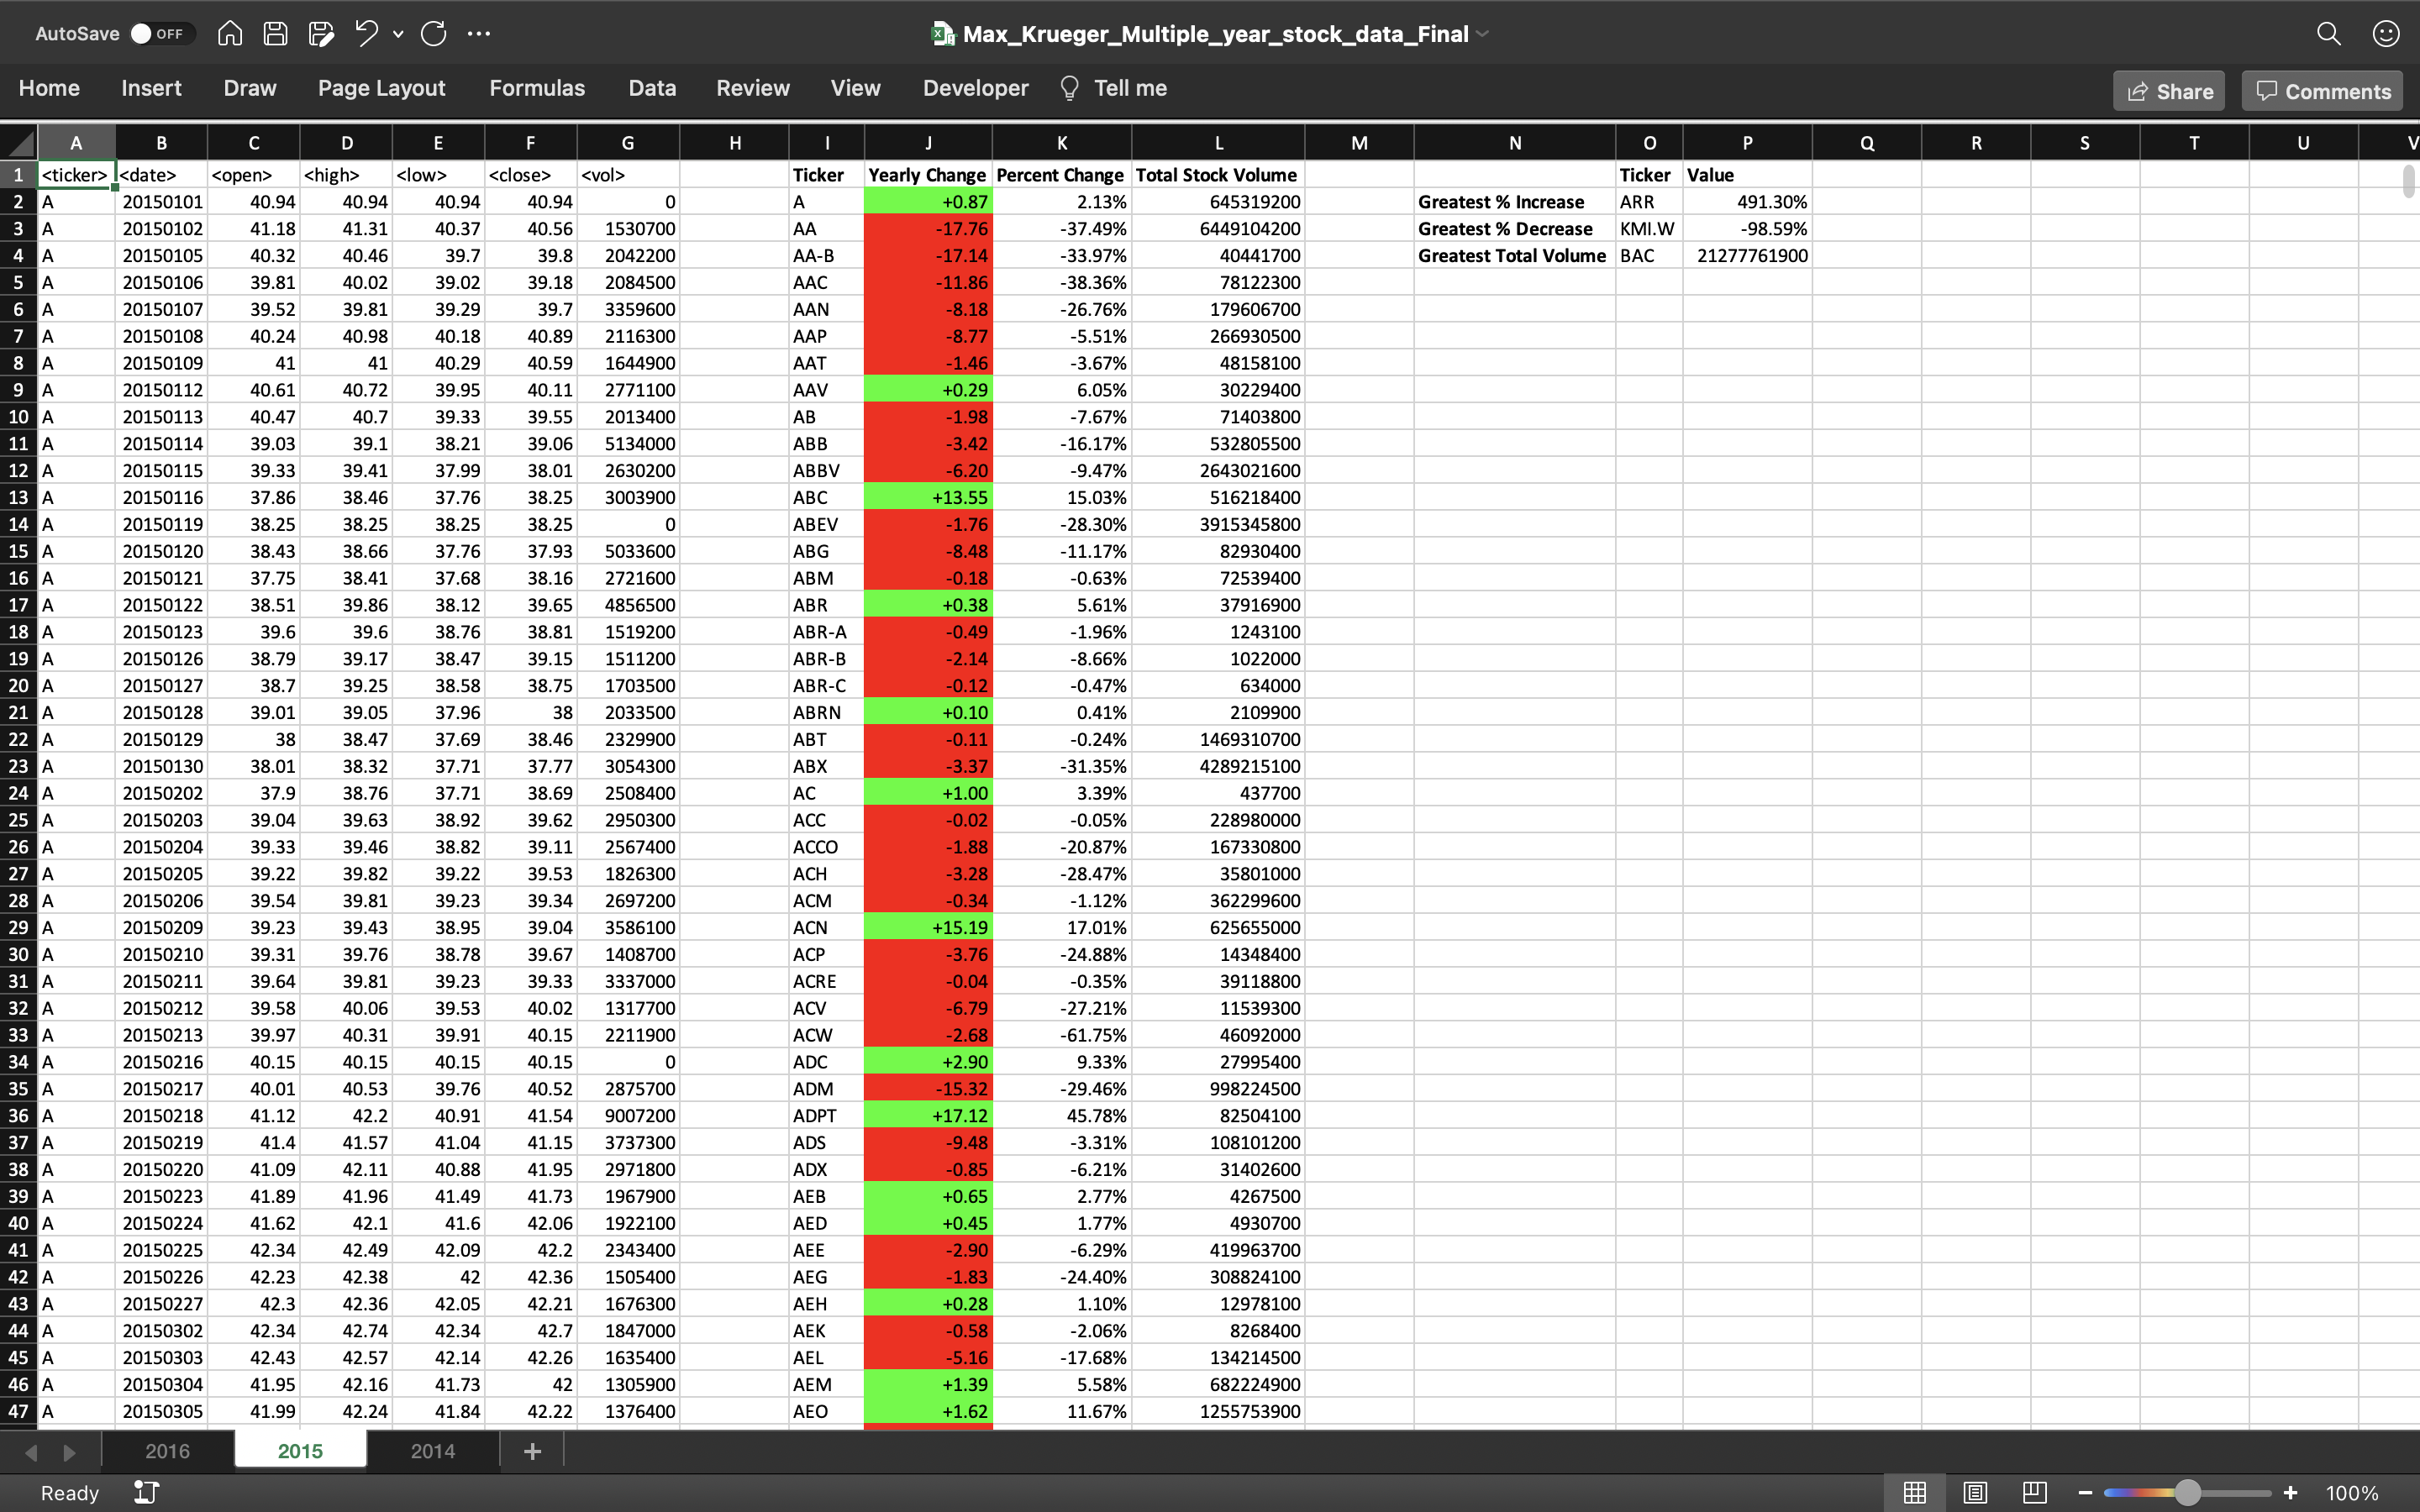 AutoSave OFF Max_Krueger_Multiple_year_stock_data_Final
Home Insert Draw Page Layout Formulas Data Review View Developer Tell me Share Comments
A B C D E F G H I J K L M N O P Q R S T U V
1 <ticker> <date> <open> <high> <low> <close> <vol> Ticker Yearly Change Percent Change Total Stock Volume Ticker Value
2 A 20150101 40.94 40.94 40.94 40.94 0 A +0.87 2.13% 645319200 Greatest % Increase ARR 491.30%
3 A 20150102 41.18 41.31 40.37 40.56 1530700 AA -17.76 -37.49% 6449104200 Greatest % Decrease KMI.W -98.59%
4 A 20150105 40.32 40.46 39.7 39.8 2042200 AA-B -17.14 -33.97% 40441700 Greatest Total Volume BAC 21277761900
5 A 20150106 39.81 40.02 39.02 39.18 2084500 AAC -11.86 -38.36% 78122300
6 A 20150107 39.52 39.81 39.29 39.7 3359600 AAN -8.18 -26.76% 179606700
7 A 20150108 40.24 40.98 40.18 40.89 2116300 AAP -8.77 -5.51% 266930500
8 A 20150109 41 41 40.29 40.59 1644900 AAT -1.46 -3.67% 48158100
9 A 20150112 40.61 40.72 39.95 40.11 2771100 AAV +0.29 6.05% 30229400
10 A 20150113 40.47 40.7 39.33 39.55 2013400 AB -1.98 -7.67% 71403800
11 A 20150114 39.03 39.1 38.21 39.06 5134000 ABB -3.42 -16.17% 532805500
12 A 20150115 39.33 39.41 37.99 38.01 2630200 ABBV -6.20 -9.47% 2643021600
13 A 20150116 37.86 38.46 37.76 38.25 3003900 ABC +13.55 15.03% 516218400
14 A 20150119 38.25 38.25 38.25 38.25 0 ABEV -1.76 -28.30% 3915345800
15 A 20150120 38.43 38.66 37.76 37.93 5033600 ABG -8.48 -11.17% 82930400
16 A 20150121 37.75 38.41 37.68 38.16 2721600 ABM -0.18 -0.63% 72539400
17 A 20150122 38.51 39.86 38.12 39.65 4856500 ABR +0.38 5.61% 37916900
18 A 20150123 39.6 39.6 38.76 38.81 1519200 ABR-A -0.49 -1.96% 1243100
19 A 20150126 38.79 39.17 38.47 39.15 1511200 ABR-B -2.14 -8.66% 1022000
20 A 20150127 38.7 39.25 38.58 38.75 1703500 ABR-C -0.12 -0.47% 634000
21 A 20150128 39.01 39.05 37.96 38 2033500 ABRN +0.10 0.41% 2109900
22 A 20150129 38 38.47 37.69 38.46 2329900 ABT -0.11 -0.24% 1469310700
23 A 20150130 38.01 38.32 37.71 37.77 3054300 ABX -3.37 -31.35% 4289215100
24 A 20150202 37.9 38.76 37.71 38.69 2508400 AC +1.00 3.39% 437700
25 A 20150203 39.04 39.63 38.92 39.62 2950300 ACC -0.02 -0.05% 228980000
26 A 20150204 39.33 39.46 38.82 39.11 2567400 ACCO -1.88 -20.87% 167330800
27 A 20150205 39.22 39.82 39.22 39.53 1826300 ACH -3.28 -28.47% 35801000
28 A 20150206 39.54 39.81 39.23 39.34 2697200 ACM -0.34 -1.12% 362299600
29 A 20150209 39.23 39.43 38.95 39.04 3586100 ACN +15.19 17.01% 625655000
30 A 20150210 39.31 39.76 38.78 39.67 1408700 ACP -3.76 -24.88% 14348400
31 A 20150211 39.64 39.81 39.23 39.33 3337000 ACRE -0.04 -0.35% 39118800
32 A 20150212 39.58 40.06 39.53 40.02 1317700 ACV -6.79 -27.21% 11539300
33 A 20150213 39.97 40.31 39.91 40.15 2211900 ACW -2.68 -61.75% 46092000
34 A 20150216 40.15 40.15 40.15 40.15 0 ADC +2.90 9.33% 27995400
35 A 20150217 40.01 40.53 39.76 40.52 2875700 ADM -15.32 -29.46% 998224500
36 A 20150218 41.12 42.2 40.91 41.54 9007200 ADPT +17.12 45.78% 82504100
37 A 20150219 41.4 41.57 41.04 41.15 3737300 ADS -9.48 -3.31% 108101200
38 A 20150220 41.09 42.11 40.88 41.95 2971800 ADX -0.85 -6.21% 31402600
39 A 20150223 41.89 41.96 41.49 41.73 1967900 AEB +0.65 2.77% 4267500
40 A 20150224 41.62 42.1 41.6 42.06 1922100 AED +0.45 1.77% 4930700
41 A 20150225 42.34 42.49 42.09 42.2 2343400 AEE -2.90 -6.29% 419963700
42 A 20150226 42.23 42.38 42 42.36 1505400 AEG -1.83 -24.40% 308824100
43 A 20150227 42.3 42.36 42.05 42.21 1676300 AEH +0.28 1.10% 12978100
44 A 20150302 42.34 42.74 42.34 42.7 1847000 AEK -0.58 -2.06% 8268400
45 A 20150303 42.43 42.57 42.14 42.26 1635400 AEL -5.16 -17.68% 134214500
46 A 20150304 41.95 42.16 41.73 42 1305900 AEM +1.39 5.58% 682224900
47 A 20150305 41.99 42.24 41.84 42.22 1376400 AEO +1.62 11.67% 1255753900
2016 2015 2014 +
Ready 100%